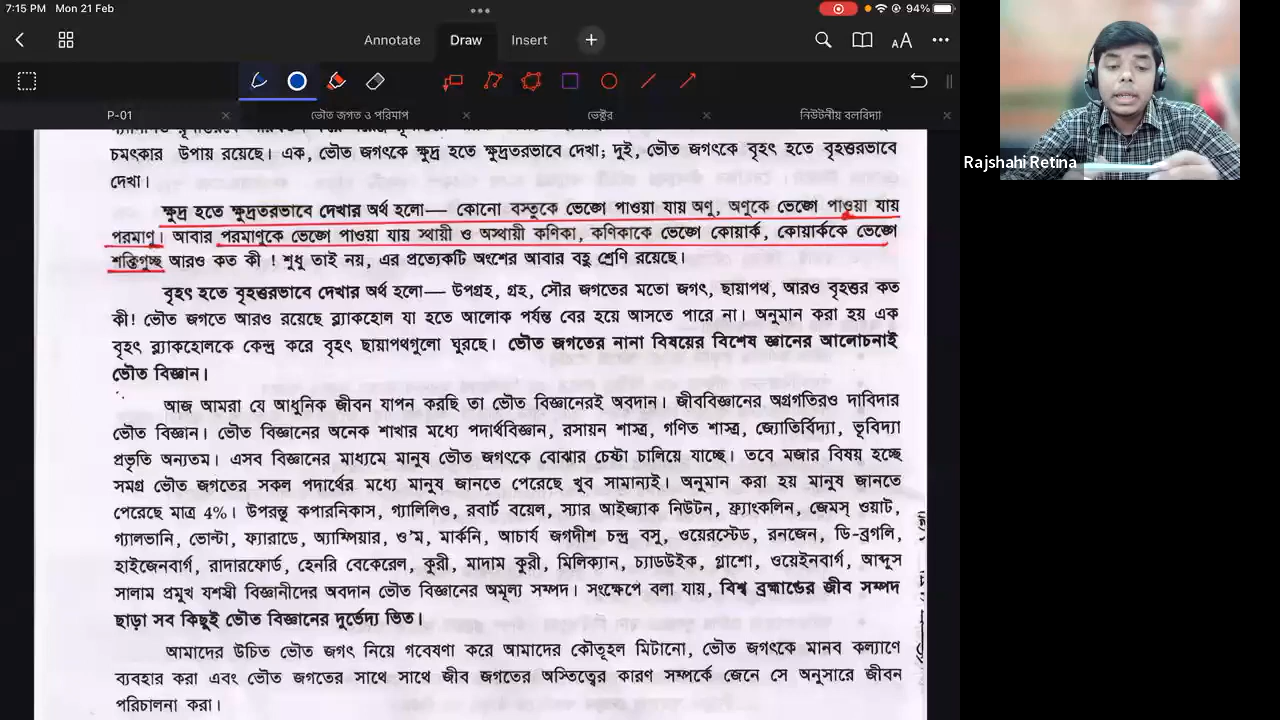 7:15 PM Mon 21 Feb
94%
Annotate Draw Insert
AA
P-01 ভৌত জগত ও পরিমাপ ভেক্টর নিউটনীয় বলবিদ্যা
Rajshahi Retina
চমৎকার উপায় রয়েছে। এক, ভৌত জগৎকে ক্ষুদ্র হতে ক্ষুদ্রতরভাবে দেখা; দুই, ভৌত জগৎকে বৃহৎ হতে বৃহত্তরভাবে
দেখা।
ক্ষুদ্র হতে ক্ষুদ্রতরভাবে দেখার অর্থ হলো— কোনো বস্তুকে ভেঙ্গে পাওয়া যায় অণু, অণুকে ভেঙ্গে পাওয়া যায়
পরমাণু। আবার পরমাণুকে ভেঙ্গে পাওয়া যায় স্থায়ী ও অস্থায়ী কণিকা, কণিকাকে ভেঙ্গে কোয়ার্ক, কোয়ার্ককে ভেঙ্গে
শক্তিগুচ্ছ আরও কত কী ! শুধু তাই নয়, এর প্রত্যেকটি অংশের আবার বহু শ্রেণি রয়েছে।
বৃহৎ হতে বৃহত্তরভাবে দেখার অর্থ হলো— উপগ্রহ, গ্রহ, সৌর জগতের মতো জগৎ, ছায়াপথ, আরও বৃহত্তর কত
কী! ভৌত জগতে আরও রয়েছে ব্ল্যাকহোল যা হতে আলোক পর্যন্ত বের হয়ে আসতে পারে না। অনুমান করা হয় এক
বৃহৎ ব্ল্যাকহোলকে কেন্দ্র করে বৃহৎ ছায়াপথগুলো ঘুরছে। ভৌত জগতের নানা বিষয়ের বিশেষ জ্ঞানের আলোচনাই
ভৌত বিজ্ঞান।
আজ আমরা যে আধুনিক জীবন যাপন করছি তা ভৌত বিজ্ঞানেরই অবদান। জীববিজ্ঞানের অগ্রগতিরও দাবিদার
ভৌত বিজ্ঞান। ভৌত বিজ্ঞানের অনেক শাখার মধ্যে পদার্থবিজ্ঞান, রসায়ন শাস্ত্র, গণিত শাস্ত্র, জ্যোতির্বিদ্যা, ভূবিদ্যা
প্রভৃতি অন্যতম। এসব বিজ্ঞানের মাধ্যমে মানুষ ভৌত জগৎকে বোঝার চেষ্টা চালিয়ে যাচ্ছে। তবে মজার বিষয় হচ্ছে
সমগ্র ভৌত জগতের সকল পদার্থের মধ্যে মানুষ জানতে পেরেছে খুব সামান্যই। অনুমান করা হয় মানুষ জানতে
পেরেছে মাত্র 4%। উপরন্তু কপারনিকাস, গ্যালিলিও, রবার্ট বয়েল, স্যার আইজ্যাক নিউটন, ফ্র্যাংকলিন, জেমস্ ওয়াট,
গ্যালভানি, ভোল্টা, ফ্যারাডে, অ্যাম্পিয়ার, ও'ম, মার্কনি, আচার্য জগদীশ চন্দ্র বসু, ওয়েরস্টেড, রনজেন, ডি-ব্রগলি,
হাইজেনবার্গ, রাদারফোর্ড, হেনরি বেকেরেল, কুরী, মাদাম কুরী, মিলিক্যান, চ্যাডউইক, গ্লাশো, ওয়েইনবার্গ, আব্দুস
সালাম প্রমুখ যশস্বী বিজ্ঞানীদের অবদান ভৌত বিজ্ঞানের অমূল্য সম্পদ। সংক্ষেপে বলা যায়, বিশ্ব ব্রহ্মাণ্ডের জীব সম্পদ
ছাড়া সব কিছুই ভৌত বিজ্ঞানের দুর্ভেদ্য ভিত।
আমাদের উচিত ভৌত জগৎ নিয়ে গবেষণা করে আমাদের কৌতূহল মিটানো, ভৌত জগৎকে মানব কল্যাণে
ব্যবহার করা এবং ভৌত জগতের সাথে সাথে জীব জগতের অস্তিত্বের কারণ সম্পর্কে জেনে সে অনুসারে জীবন
পরিচালনা করা।